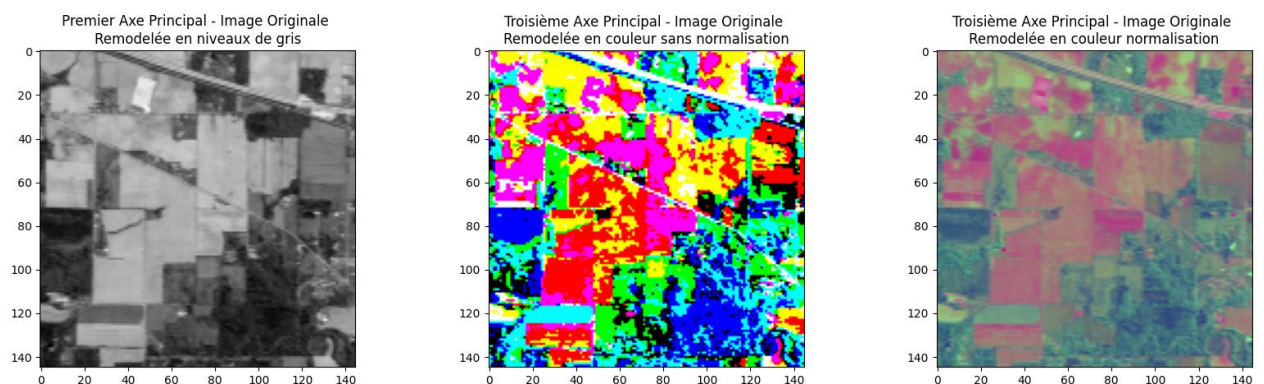 Premier Axe Principal - Image Originale
Remodelée en niveaux de gris
0
20
40
60
80
100
120
140
0 20 40 60 80 100 120 140
Troisième Axe Principal - Image Originale
Remodelée en couleur sans normalisation
0
20
40
60
80
100
120
140
0 20 40 60 80 100 120 140
Troisième Axe Principal - Image Originale
Remodelée en couleur normalisation
0
20
40
60
80
100
120
140
0 20 40 60 80 100 120 140